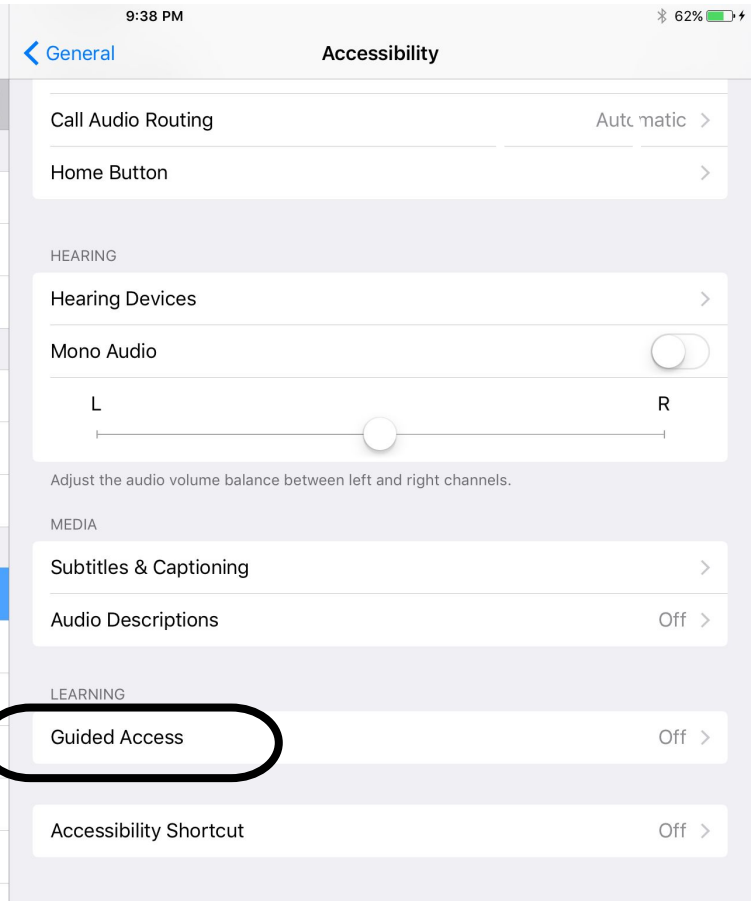 9:38 PM 62%
General Accessibility
Call Audio Routing Automatic
Home Button
HEARING
Hearing Devices
Mono Audio
L R
Adjust the audio volume balance between left and right channels.
MEDIA
Subtitles & Captioning
Audio Descriptions Off
LEARNING
Guided Access Off
Accessibility Shortcut Off